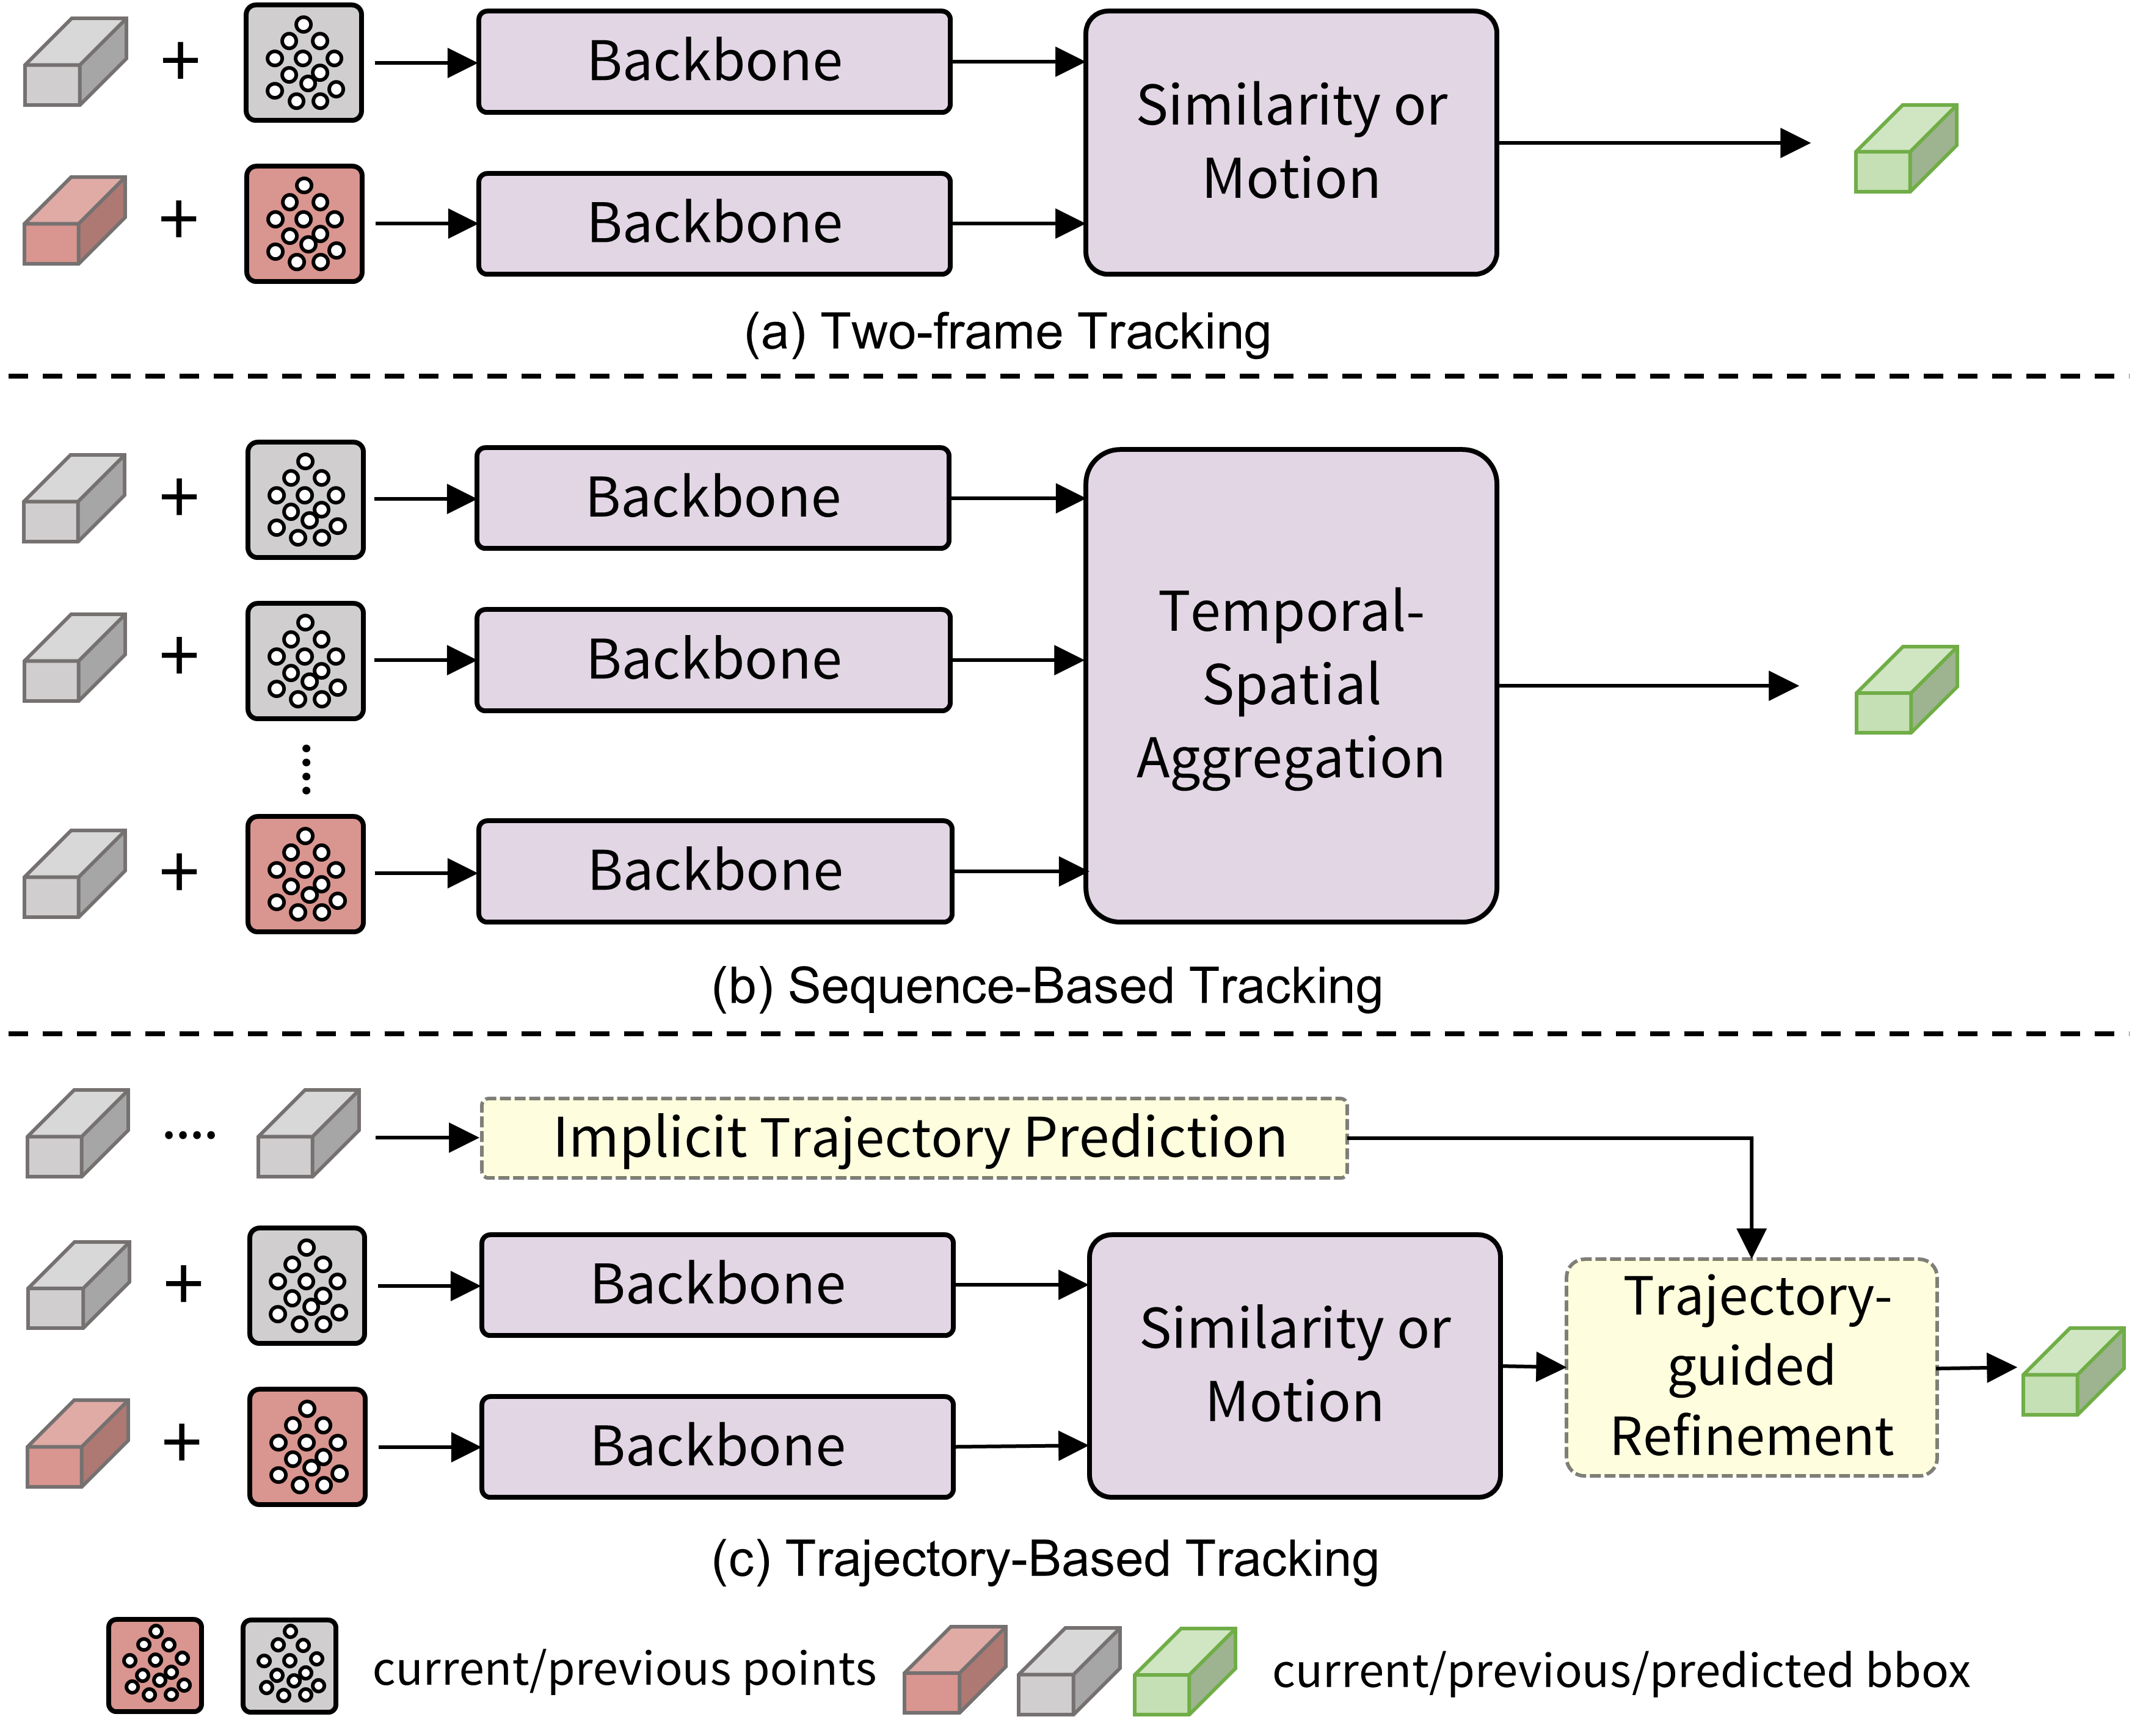 Backbone
Similarity or
Motion
Backbone
(a) Two-frame Tracking
Backbone
Backbone
Temporal-
Spatial
Aggregation
Backbone
(b) Sequence-Based Tracking
Implicit Trajectory Prediction
Backbone
Similarity or
Motion
Trajectory-
guided
Refinement
Backbone
(c) Trajectory-Based Tracking
current/previous points
current/previous/predicted bbox